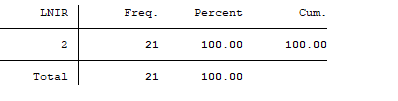 LNIR Freq. Percent Cum.
2 21 100.00 100.00
Total 21 100.00